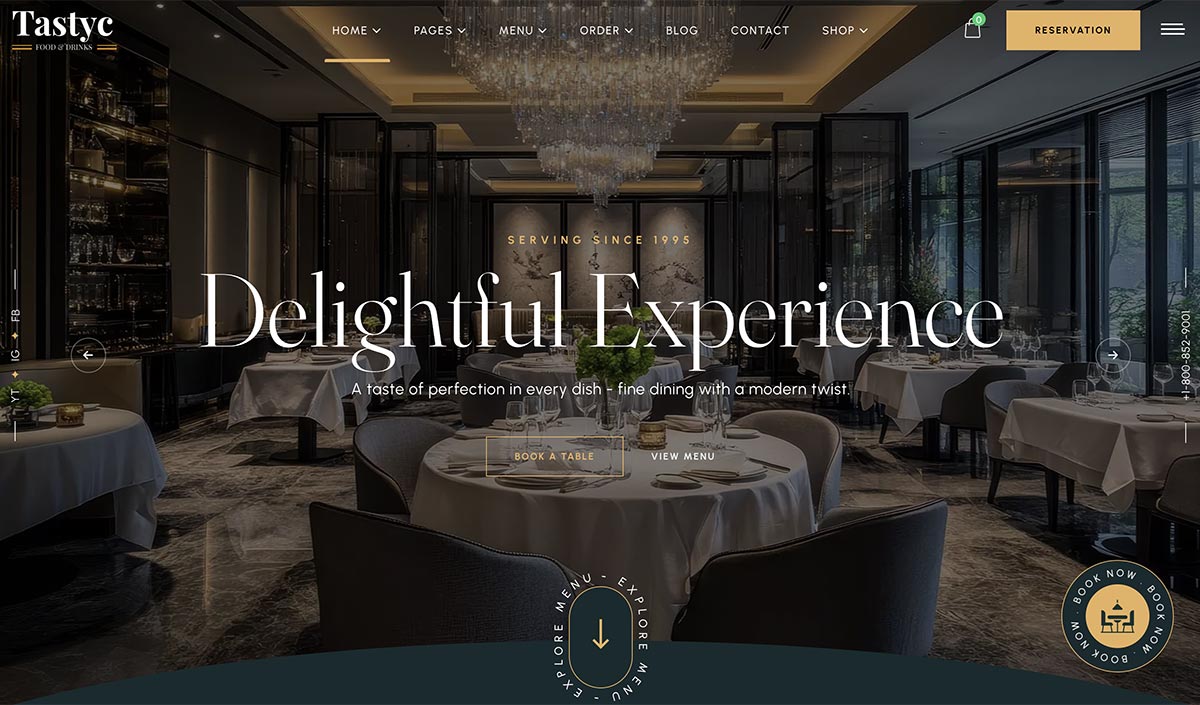 Tastyc
FOOD & DRINKS
HOME
PAGES
MENU
ORDER
BLOG
CONTACT
SHOP
0
RESERVATION
SERVING SINCE 1995
Delightful Experience
A taste of perfection in every dish - fine dining with a modern twist.
BOOK A TABLE
VIEW MENU
YT
IG
FB
+1-800-852-9001
EXPLORE MENU - EXPLORE MENU -
BOOK NOW . BOOK NOW . BOOK NOW .